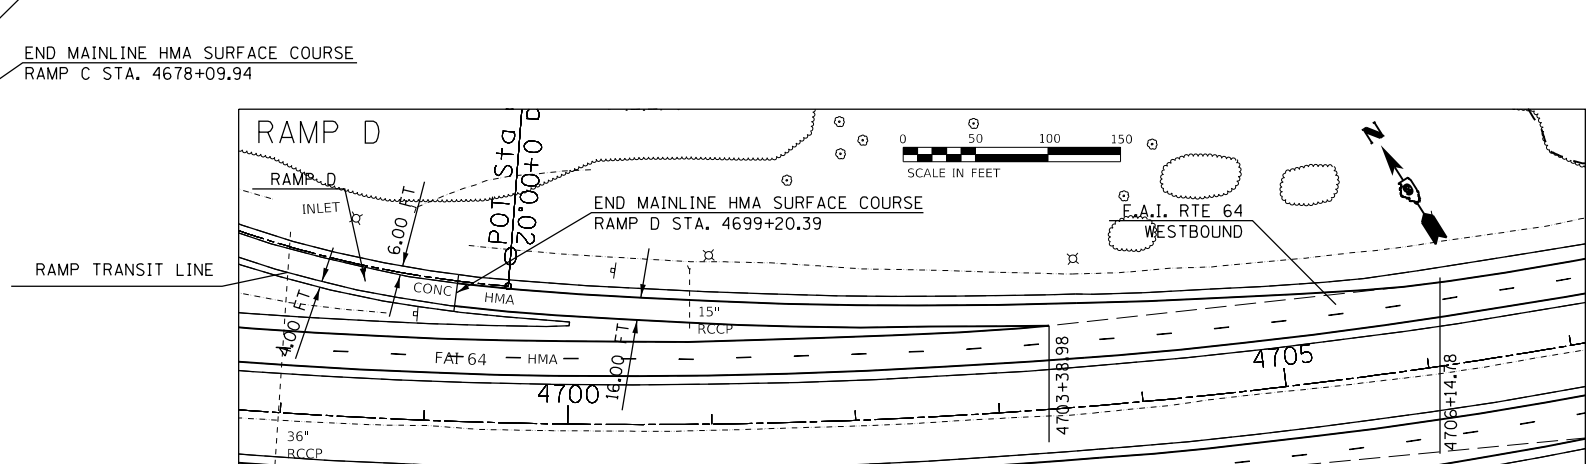 END MAINLINE HMA SURFACE COURSE
RAMP C STA. 4678+09.94
RAMP D
0 50 100 150
SCALE IN FEET
N
RAMP D
INLET
6.00 FT
POT Sta
0+00.02
END MAINLINE HMA SURFACE COURSE
RAMP D STA. 4699+20.39
F.A.I. RTE 64
WESTBOUND
RAMP TRANSIT LINE
CONC
HMA
15"
RCCP
4.00 FT
16.00 FT
FAI 64
HMA
4700
4705
4703+38.98
4706+14.78
36"
RCCP